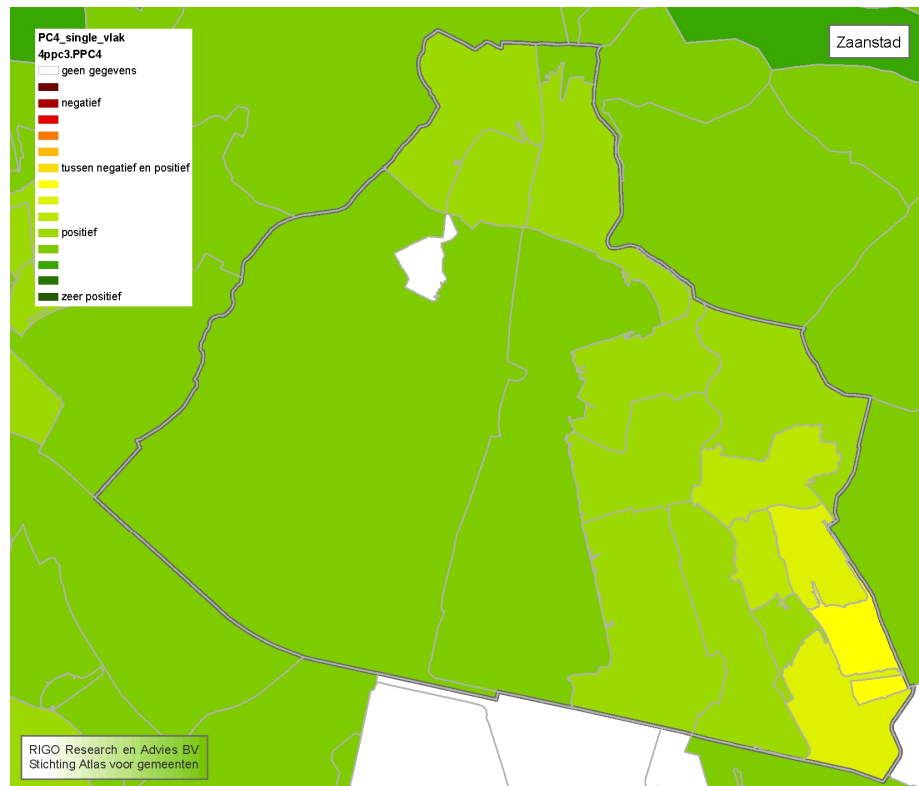 PC4_single_vlak
4ppc3.PPC4
geen gegevens
negatief
tussen negatief en positief
positief
zeer positief
Zaanstad
RIGO Research en Advies BV
Stichting Atlas voor gemeenten